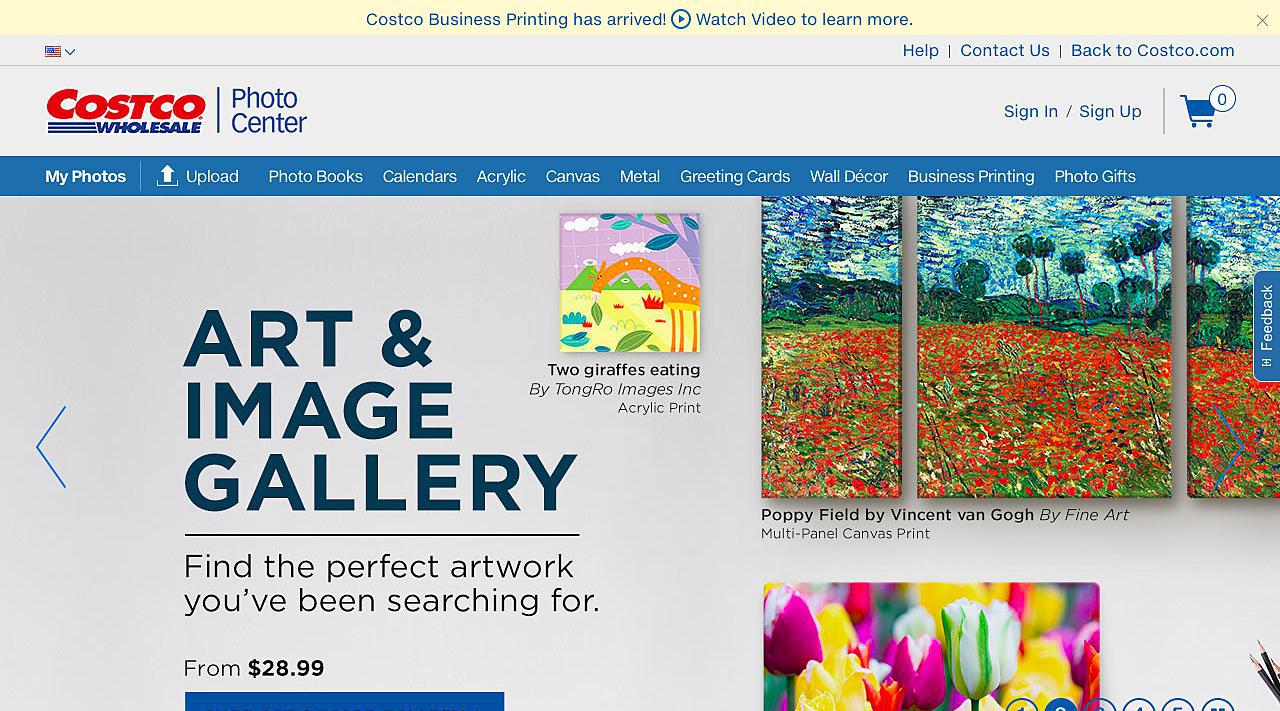 Costco Business Printing has arrived! Watch Video to learn more.
Help | Contact Us | Back to Costco.com
COSTCO WHOLESALE
Photo Center
Sign In / Sign Up
0
My Photos Upload Photo Books Calendars Acrylic Canvas Metal Greeting Cards Wall Décor Business Printing Photo Gifts
ART &
IMAGE
GALLERY
Find the perfect artwork
you've been searching for.
From $28.99
Two giraffes eating
By TongRo Images Inc
Acrylic Print
Poppy Field by Vincent van Gogh By Fine Art
Multi-Panel Canvas Print
Feedback